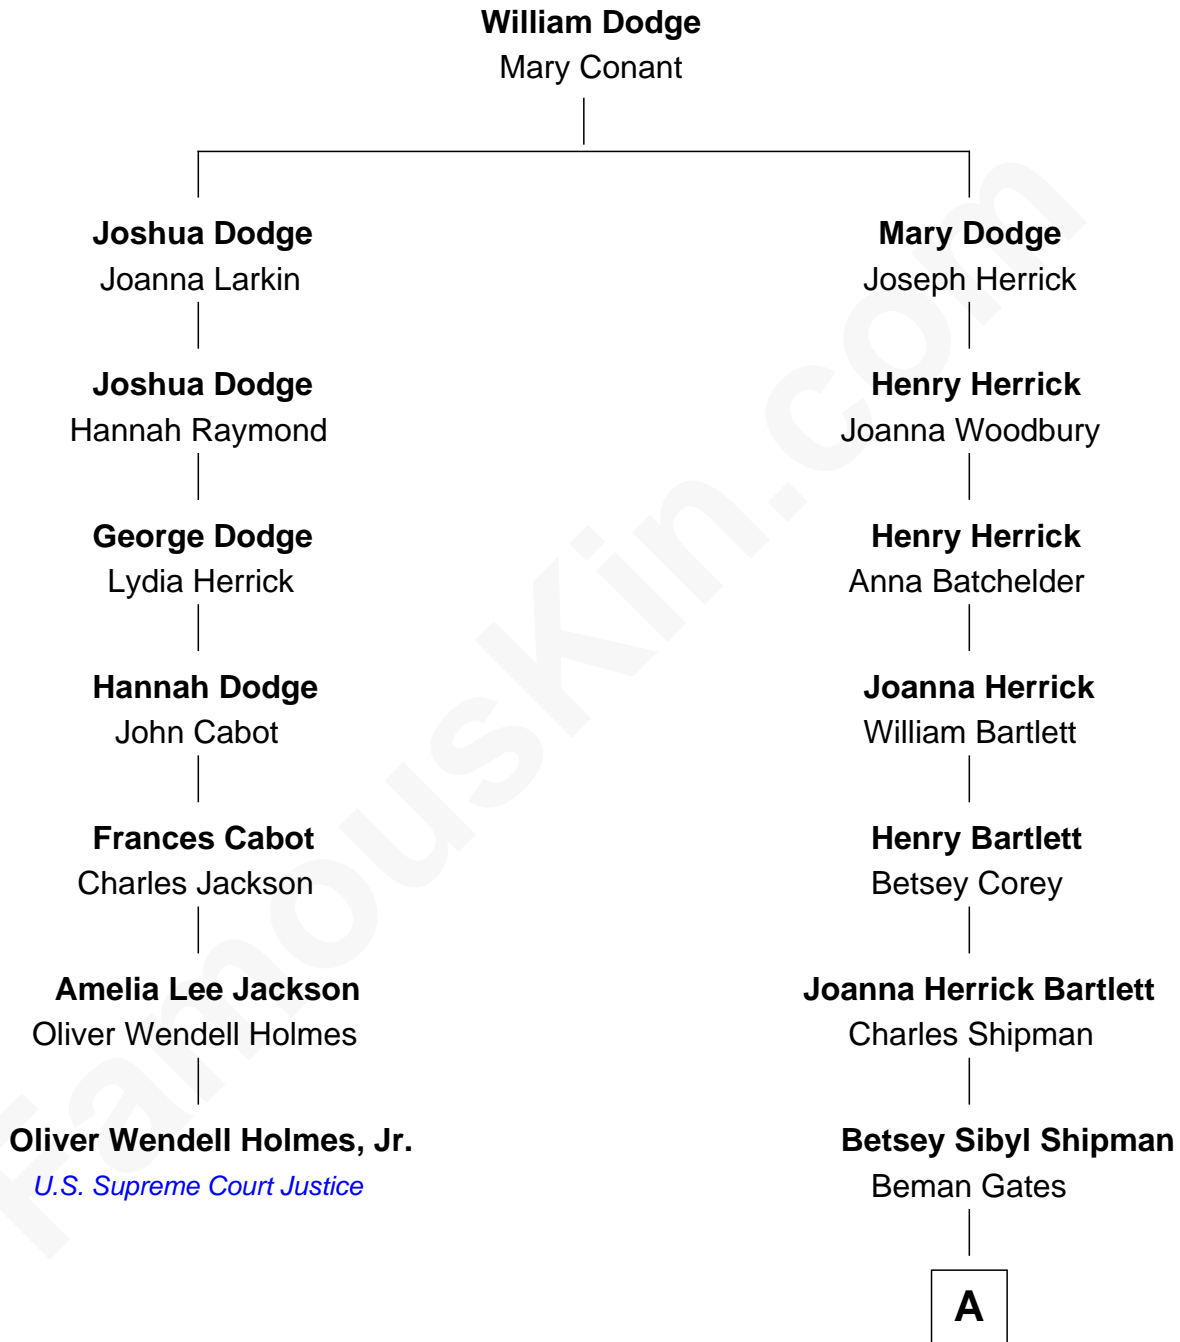 William Dodge
Mary Conant
Joshua Dodge
Joanna Larkin
Mary Dodge
Joseph Herrick
Joshua Dodge
Hannah Raymond
Henry Herrick
Joanna Woodbury
George Dodge
Lydia Herrick
Henry Herrick
Anna Batchelder
Hannah Dodge
John Cabot
Joanna Herrick
William Bartlett
Frances Cabot
Charles Jackson
Henry Bartlett
Betsey Corey
Amelia Lee Jackson
Oliver Wendell Holmes
Joanna Herrick Bartlett
Charles Shipman
Oliver Wendell Holmes, Jr.
U.S. Supreme Court Justice
Betsey Sibyl Shipman
Beman Gates
A
FamousKin.com